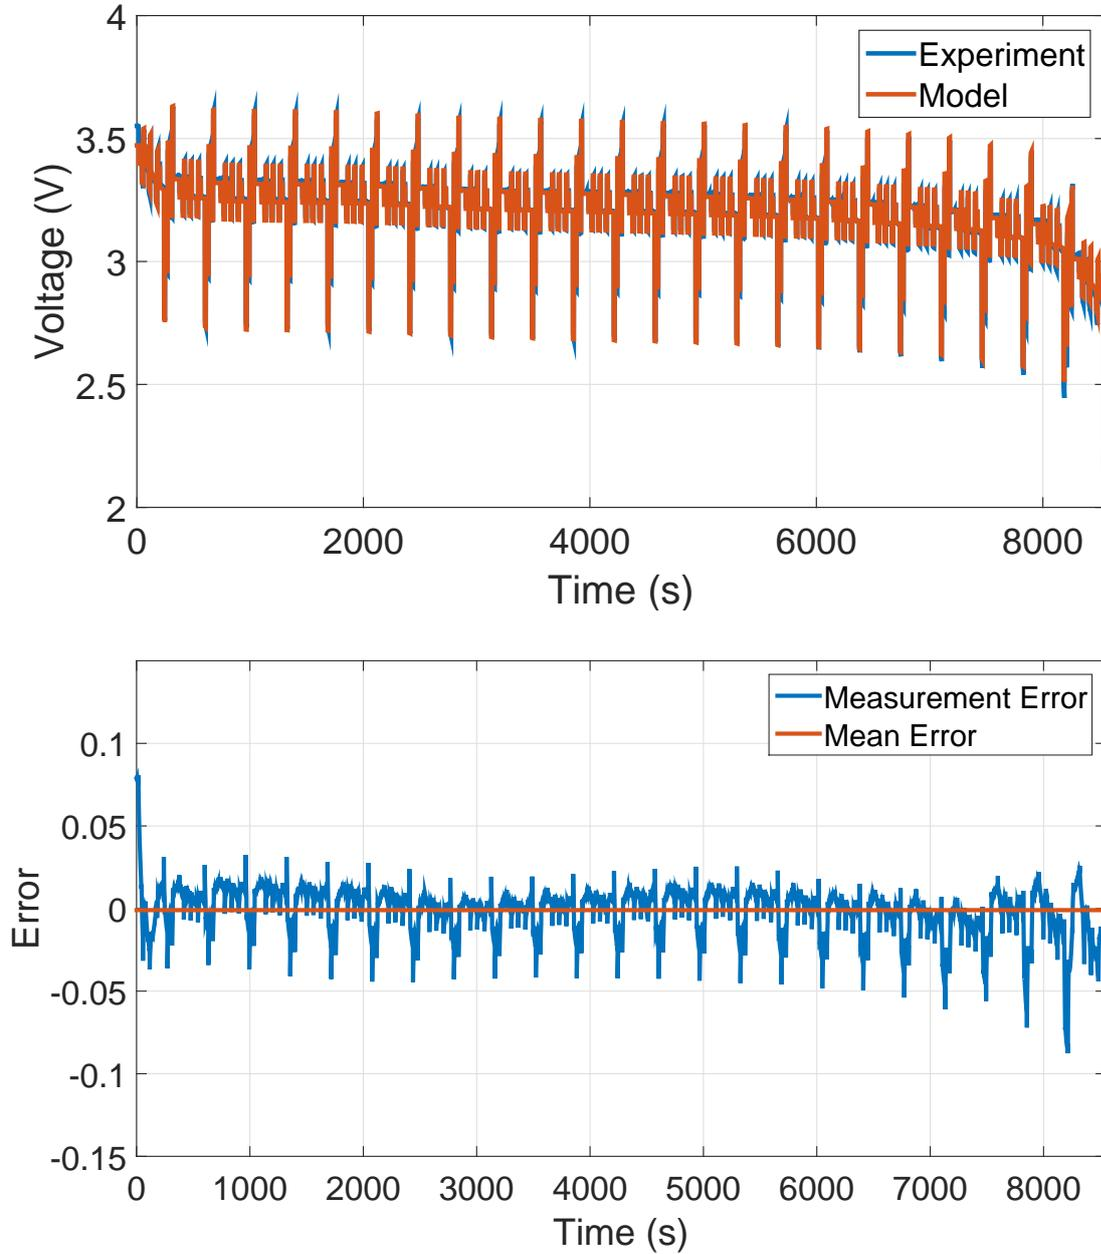 4
3.5
3
2.5
2
Voltage (V)
Experiment
Model
0 2000 4000 6000 8000
Time (s)
0.1
0.05
0
-0.05
-0.1
-0.15
Error
Measurement Error
Mean Error
0 1000 2000 3000 4000 5000 6000 7000 8000
Time (s)